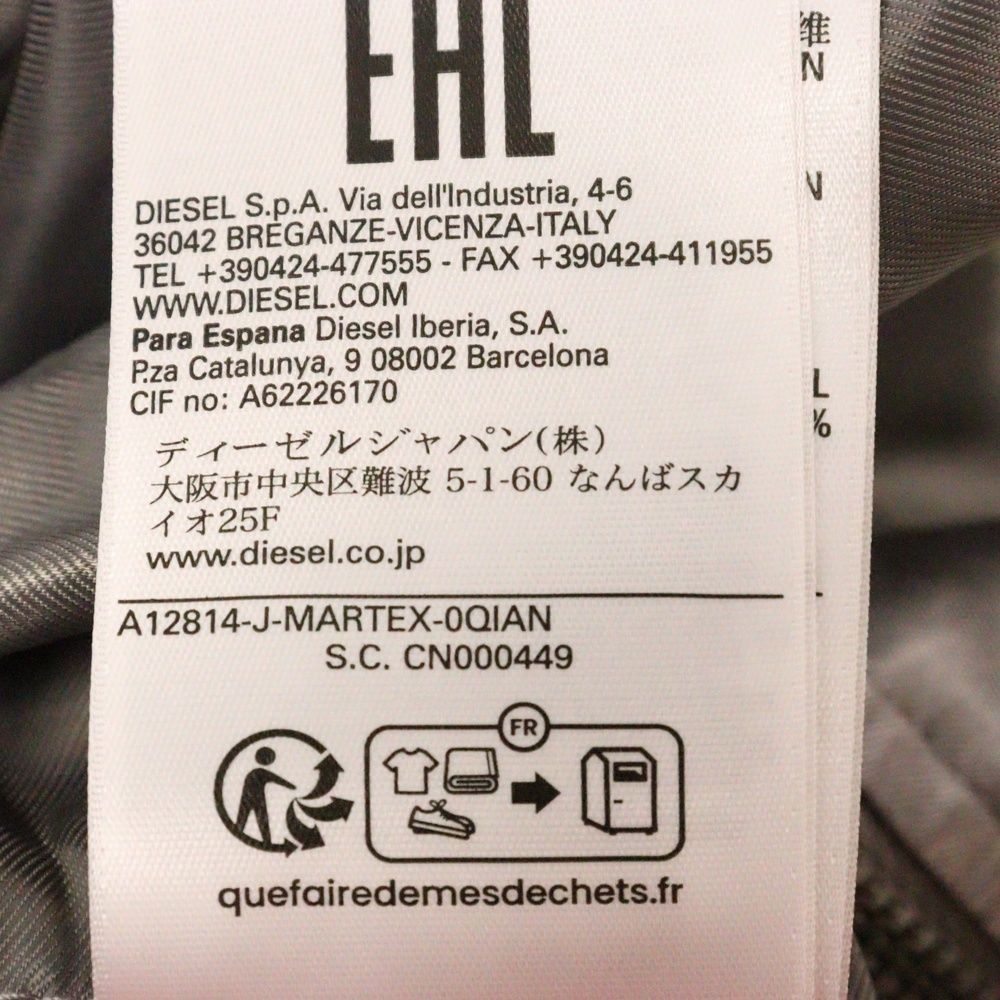 EAC
DIESEL S.p.A. Via dell'Industria, 4-6
36042 BREGANZE-VICENZA-ITALY
TEL +390424-477555 - FAX +390424-411955
WWW.DIESEL.COM
Para Espana Diesel Iberia, S.A.
P.za Catalunya, 9 08002 Barcelona
CIF no: A62226170
ディーゼルジャパン(株)
大阪市中央区難波 5-1-60 なんばスカ
イオ25F
www.diesel.co.jp
A12814-J-MARTEX-0QIAN
S.C. CN000449
FR
quefairedemesdechets.fr
维
N
N
L
%